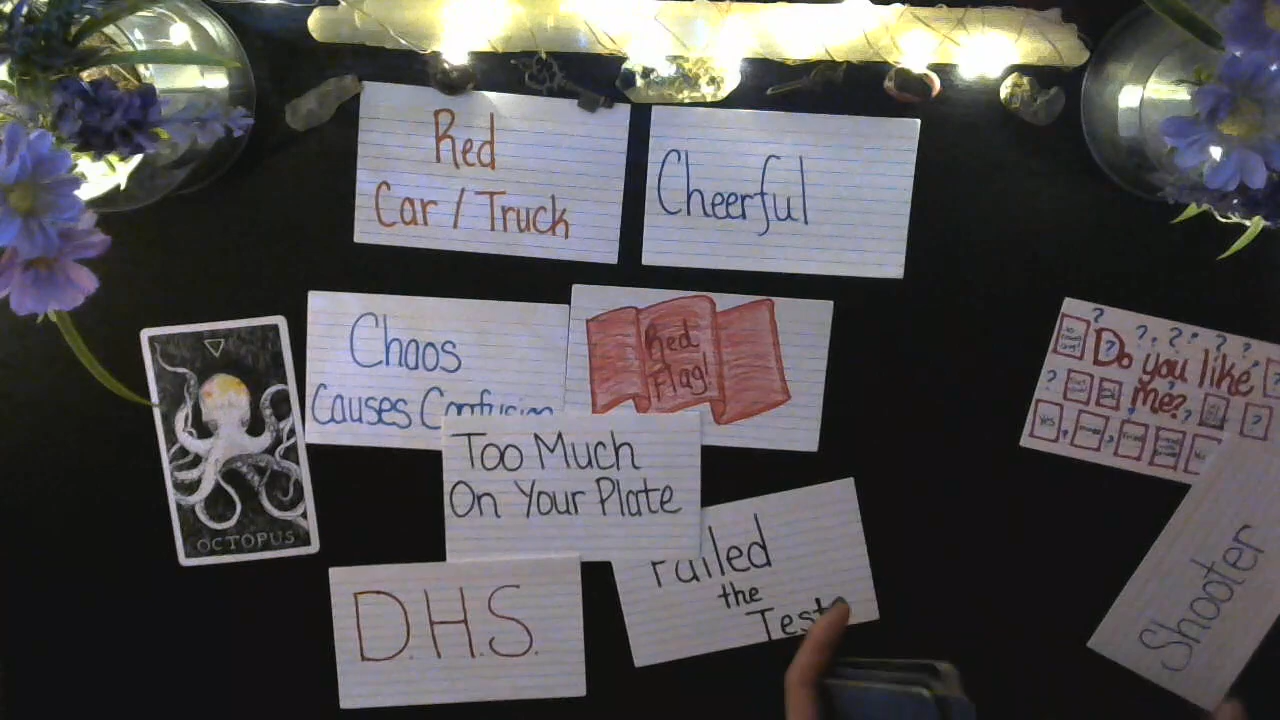 Red
Car / Truck
Cheerful
Chaos
Causes Confusion
Red
Flag!
Too Much
On Your Plate
Failed
the
Test
D.H.S.
OCTOPUS
? ? ? ? ? ?
Do you like
me?
Yes
Shooter